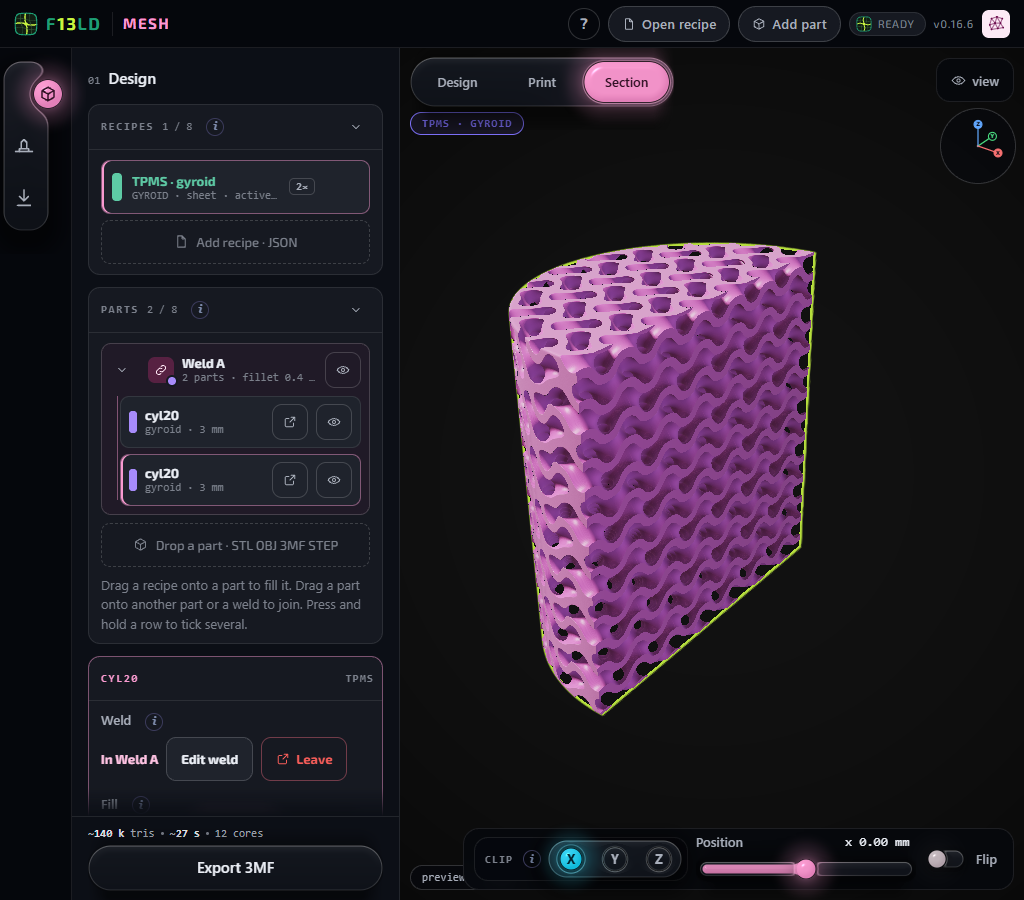 F13LD MESH
? Open recipe Add part READY v0.16.6
01 Design
Design Print Section
view
TPMS · GYROID
Z Y X
RECIPES 1 / 8 i
TPMS · gyroid
GYROID · sheet · active…
2×
Add recipe · JSON
PARTS 2 / 8 i
Weld A
2 parts · fillet 0.4 …
cyl20
gyroid · 3 mm
cyl20
gyroid · 3 mm
Drop a part · STL OBJ 3MF STEP
Drag a recipe onto a part to fill it. Drag a part
onto another part or a weld to join. Press and
hold a row to tick several.
CYL20 TPMS
Weld i
In Weld A Edit weld Leave
Fill i
~140 k tris • ~27 s • 12 cores
Export 3MF
preview
CLIP i X Y Z
Position x 0.00 mm
Flip